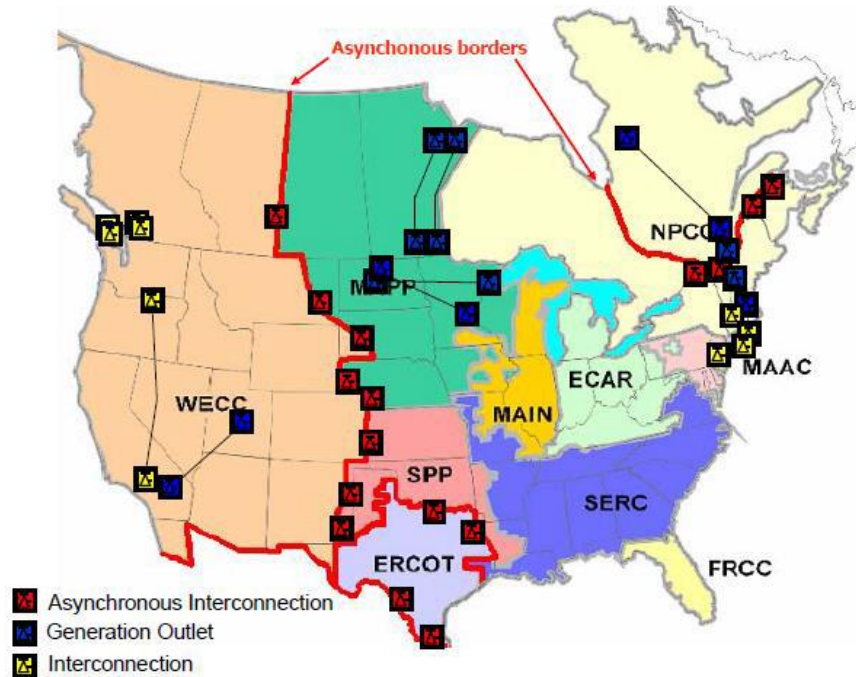 Asynchonous borders
NPCC
MAPP
ECAR
MAAC
WECC
MAIN
SPP
SERC
ERCOT
FRCC
Asynchronous Interconnection
Generation Outlet
Interconnection